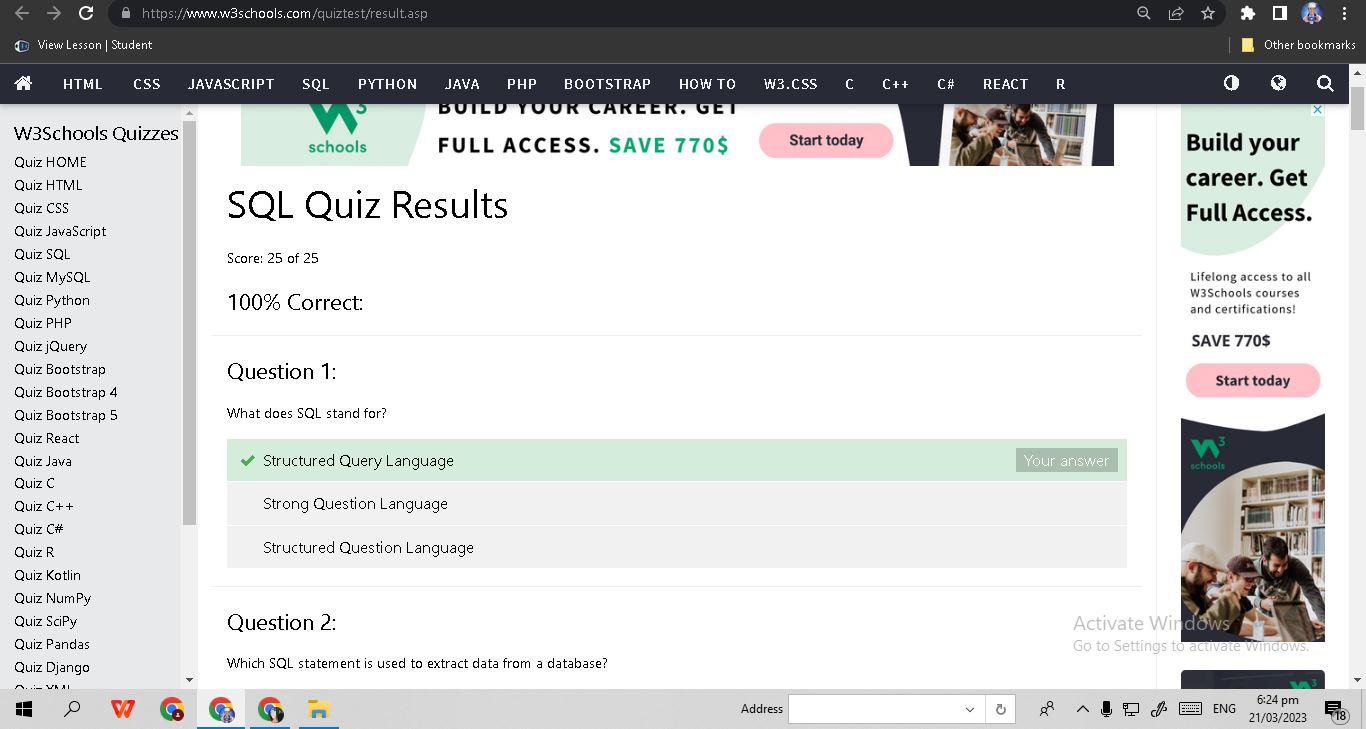 https://www.w3schools.com/quiztest/result.asp
View Lesson | Student
Other bookmarks
HTML CSS JAVASCRIPT SQL PYTHON JAVA PHP BOOTSTRAP HOW TO W3.CSS C C++ C# REACT R
W3Schools Quizzes
Quiz HOME
Quiz HTML
Quiz CSS
Quiz JavaScript
Quiz SQL
Quiz MySQL
Quiz Python
Quiz PHP
Quiz jQuery
Quiz Bootstrap
Quiz Bootstrap 4
Quiz Bootstrap 5
Quiz React
Quiz Java
Quiz C
Quiz C++
Quiz C#
Quiz R
Quiz Kotlin
Quiz NumPy
Quiz SciPy
Quiz Pandas
Quiz Django
Quiz XML
3
schools
BUILD YOUR CAREER. GET
FULL ACCESS. SAVE 770$
Start today
SQL Quiz Results
Score: 25 of 25
100% Correct:
Question 1:
What does SQL stand for?
Structured Query Language Your answer
Strong Question Language
Structured Question Language
Question 2:
Which SQL statement is used to extract data from a database?
Build your
career. Get
Full Access.
Lifelong access to all
W3Schools courses
and certifications!
SAVE 770$
Start today
3
schools
Activate Windows
Go to Settings to activate Windows.
3
Address
ENG
6:24 pm
21/03/2023
18